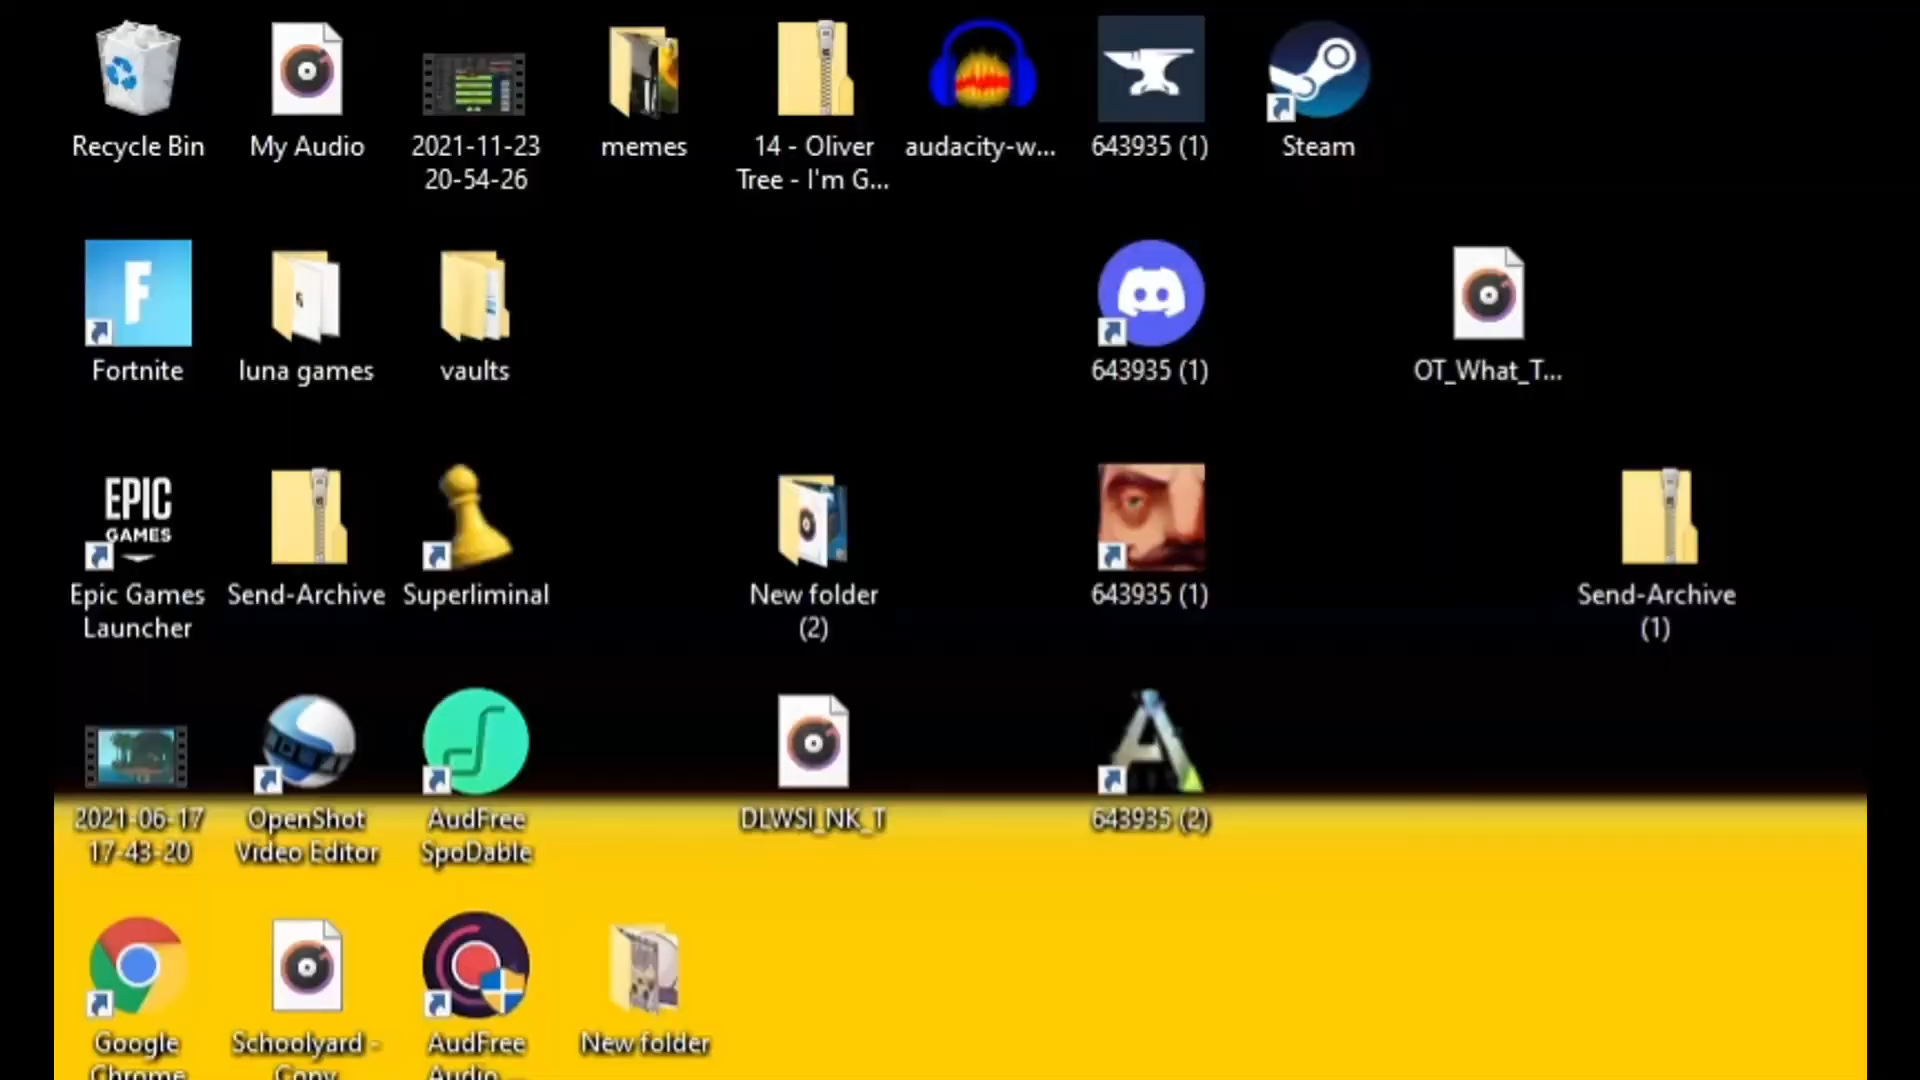 Recycle Bin
My Audio
2021-11-23
20-54-26
memes
14 - Oliver
Tree - I'm G...
audacity-w...
643935 (1)
Steam
F
Fortnite
luna games
vaults
643935 (1)
OT_What_T...
EPIC
GAMES
Epic Games
Launcher
Send-Archive
Superliminal
New folder
(2)
643935 (1)
Send-Archive
(1)
2021-06-17
17-43-20
OpenShot
Video Editor
AudFree
SpoDable
DLWSI_NK_T
643935 (2)
Google
Chrome
Schoolyard -
Copy
AudFree
Audio ...
New folder